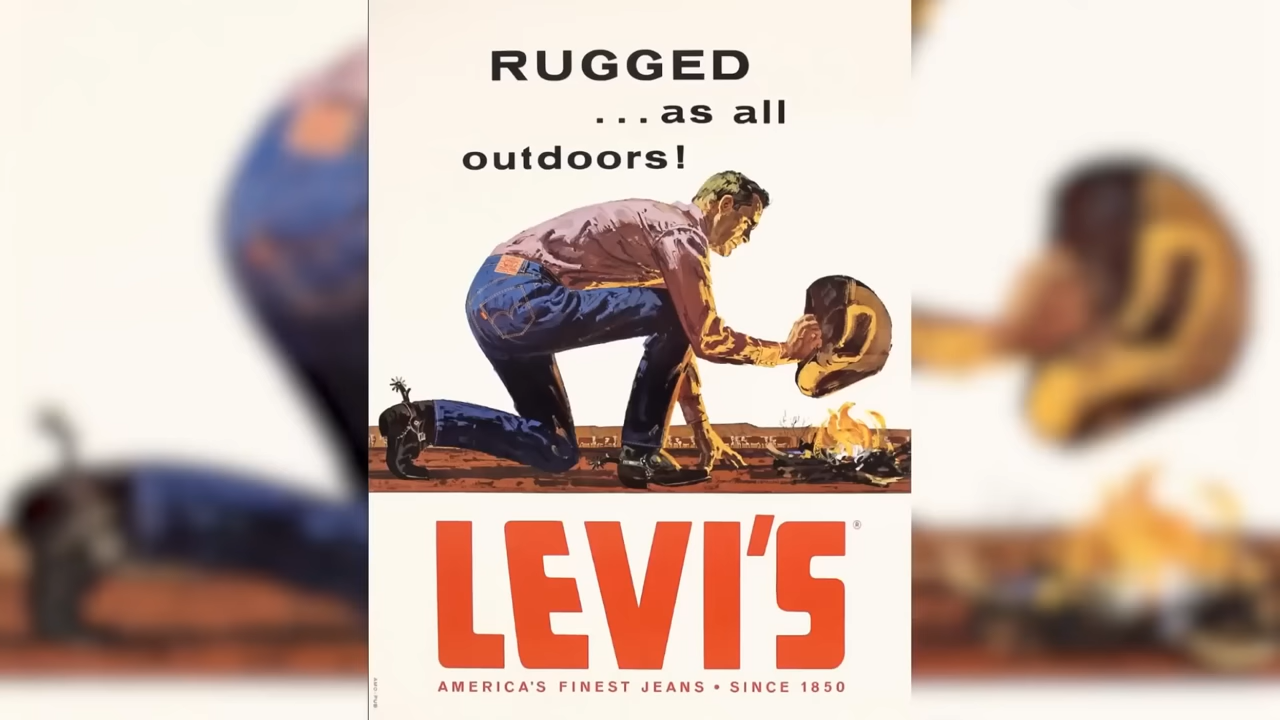 RUGGED
...as all
outdoors!
LEVI'S®
AMERICA'S FINEST JEANS • SINCE 1850